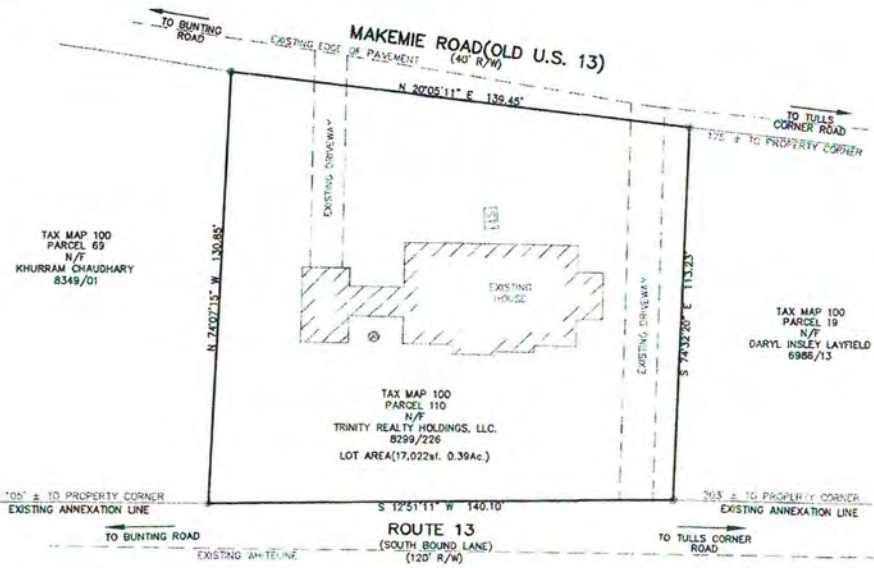 TO BUNTING
ROAD
MAKEMIE ROAD(OLD U.S. 13)
(40' R/W)
EXISTING EDGE OF PAVEMENT
N 20°05'11" E 139.45'
TO TULLS
CORNER ROAD
175' ± TO PROPERTY CORNER
EXISTING DRIVEWAY
N 74°07'15" W 130.85'
TAX MAP 100
PARCEL 69
N/F
KHURRAM CHAUDHARY
8349/01
EXISTING
HOUSE
EXISTING DRIVEWAY
S 74°32'20" E 113.23'
TAX MAP 100
PARCEL 19
N/F
DARYL INSLEY LAYFIELD
6986/13
TAX MAP 100
PARCEL 110
N/F
TRINITY REALTY HOLDINGS, LLC.
8299/226
LOT AREA(17,022sf. 0.39Ac.)
105' ± TO PROPERTY CORNER
EXISTING ANNEXATION LINE
S 12°51'11" W 140.10'
203' ± TO PROPERTY CORNER
EXISTING ANNEXATION LINE
TO BUNTING ROAD
ROUTE 13
(SOUTH BOUND LANE)
(120' R/W)
TO TULLS CORNER
ROAD
EXISTING WHITELINE